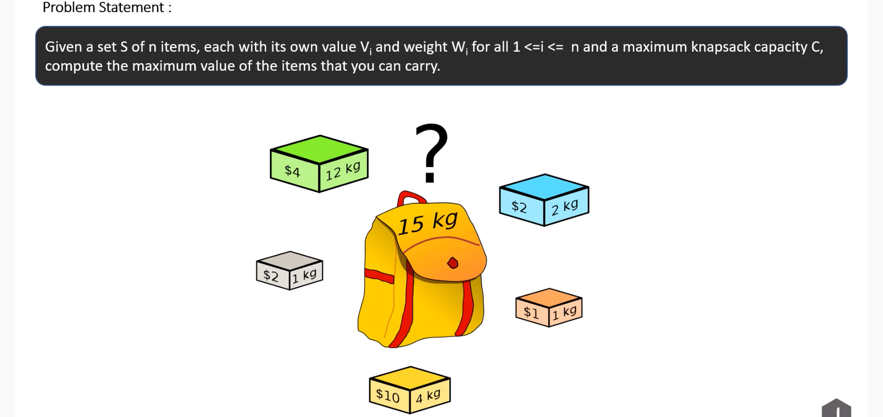 Problem Statement :
Given a set S of n items, each with its own value Vi and weight Wi for all 1 <=i <= n and a maximum knapsack capacity C,
compute the maximum value of the items that you can carry.
?
$4 12 kg
15 kg
$2 2 kg
$2 1 kg
$1 1 kg
$10 4 kg